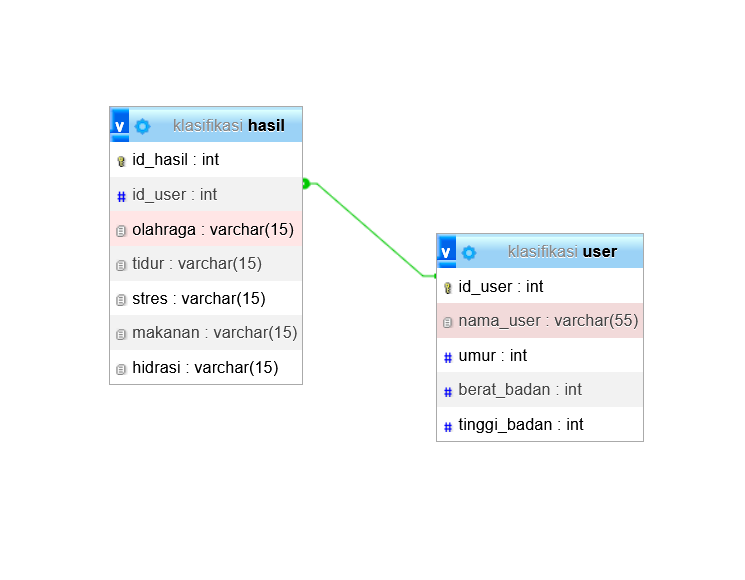 v klasifikasi hasil
id_hasil : int
# id_user : int
olahraga : varchar(15)
tidur : varchar(15)
stres : varchar(15)
makanan : varchar(15)
hidrasi : varchar(15)
v klasifikasi user
id_user : int
nama_user : varchar(55)
# umur : int
# berat_badan : int
# tinggi_badan : int